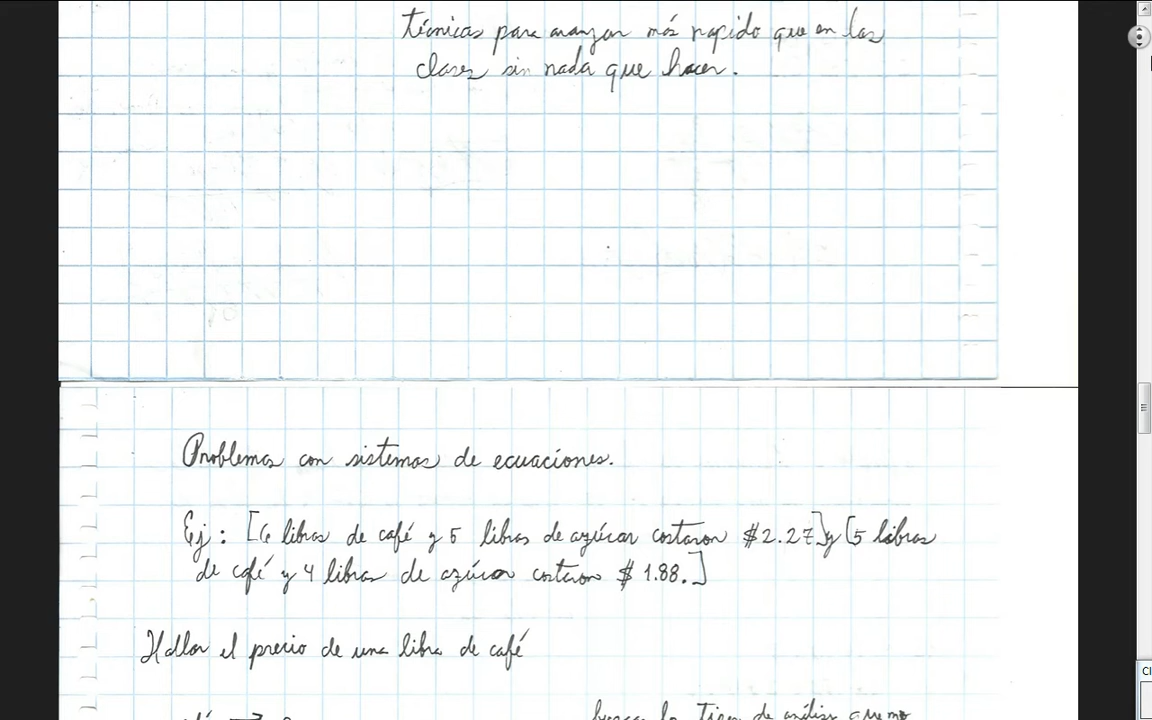 técnicas para avanzar más rapido que en las
clases sin nada que hacer.
Problemas con sistemas de ecuaciones.
Ej: [6 libras de café y 5 libras de azúcar costaron $2.27] y [5 libras
de café y 4 libras de azúcar costaron $ 1.88.]
Hallar el precio de una libra de café